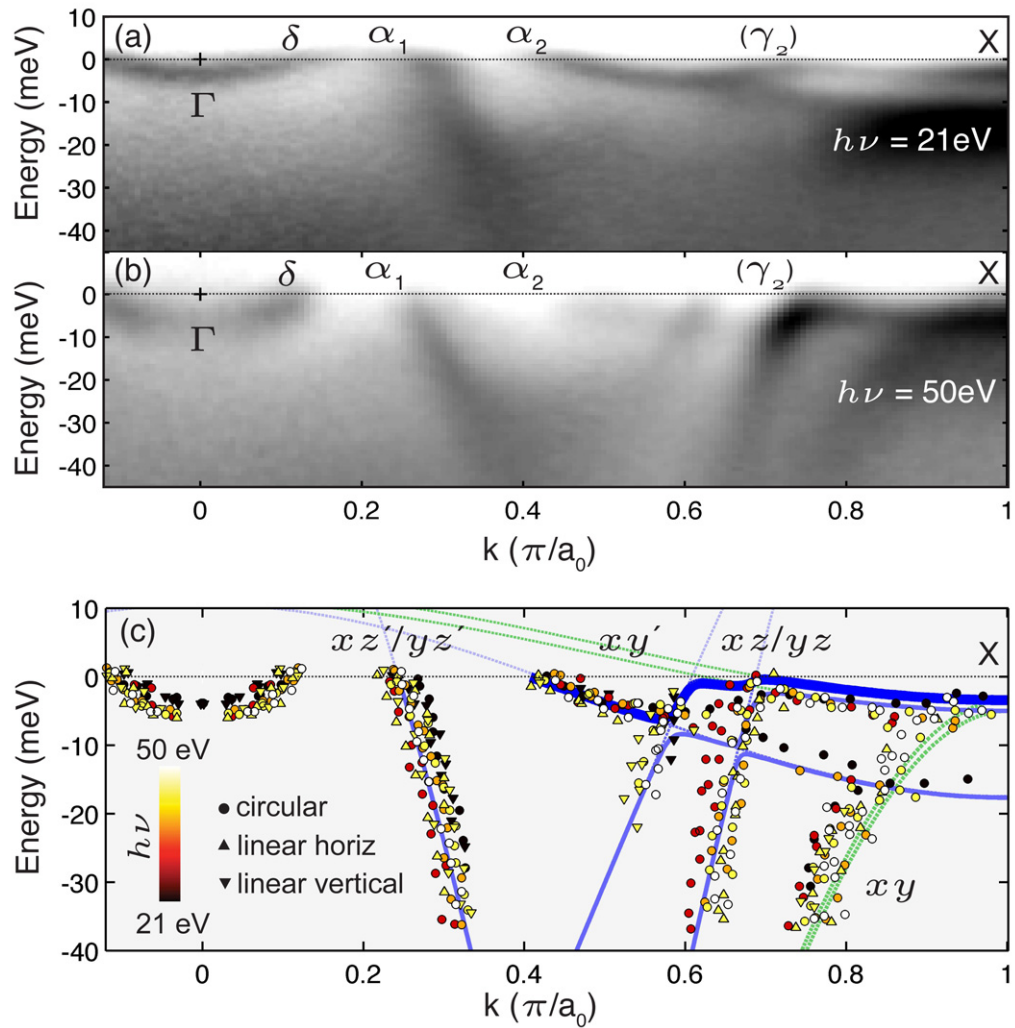 10
0
-10
-20
-30
-40
Energy (meV)
(a)
δ
α₁
α₂
(γ₂)
X
Γ
hν = 21eV
0
-10
-20
-30
-40
Energy (meV)
(b)
δ
α₁
α₂
(γ₂)
X
Γ
hν = 50eV
0 0.2 0.4 0.6 0.8 1
k (π/a₀)
10
0
-10
-20
-30
-40
Energy (meV)
(c)
xz´/yz´
xy´
xz/yz
X
50 eV
hν
21 eV
circular
linear horiz
linear vertical
xy
0 0.2 0.4 0.6 0.8 1
k (π/a₀)